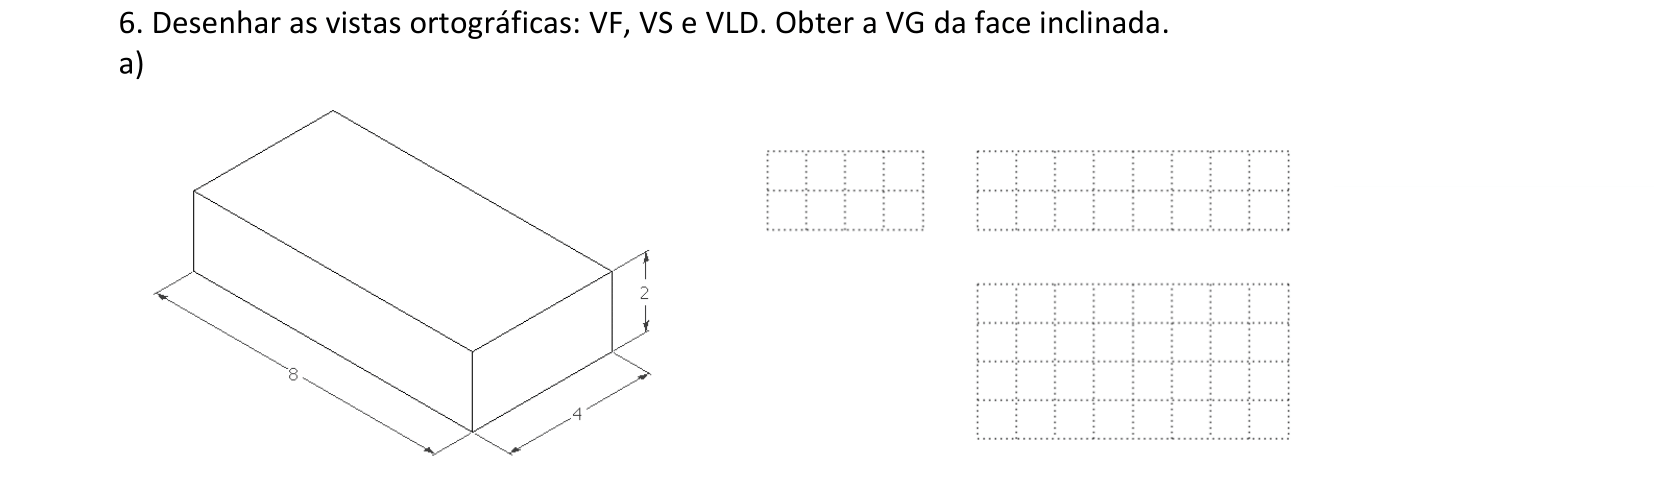 6. Desenhar as vistas ortográficas: VF, VS e VLD. Obter a VG da face inclinada.
a)
2
8
4